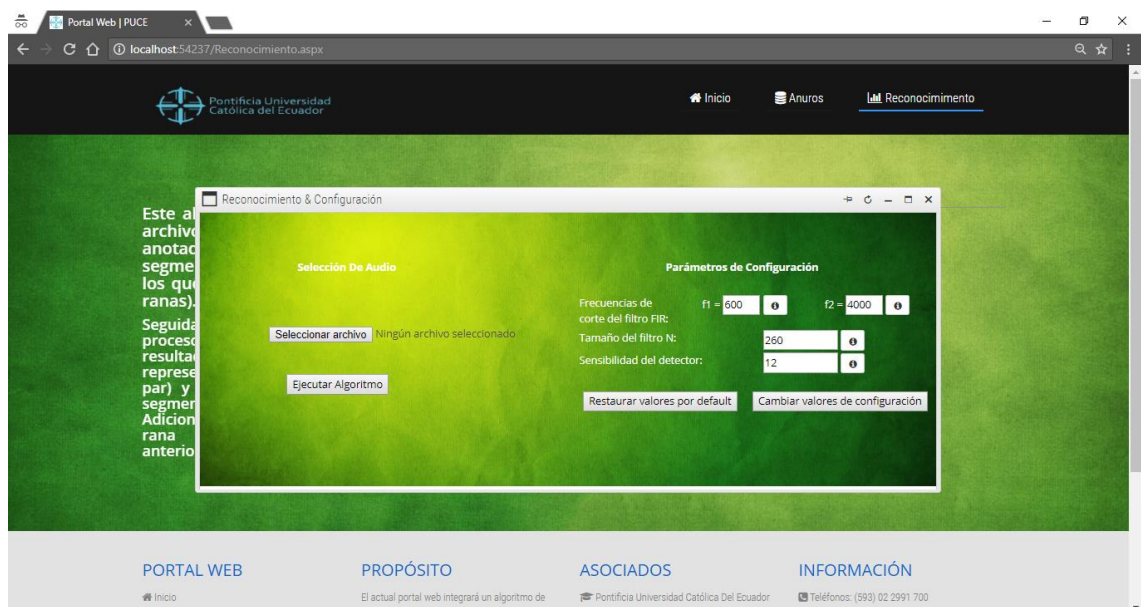 Portal Web | PUCE
localhost:54237/Reconocimiento.aspx
Pontificia Universidad
Católica del Ecuador
Inicio
Anuros
Reconocimimento
Reconocimiento & Configuración
Este al
archivo
anotac
segme
los que
ranas).
Seguida
proceso
resultad
represe
par) y
segmer
Adicion
rana
anterio
Selección De Audio
Seleccionar archivo Ningún archivo seleccionado
Ejecutar Algoritmo
Parámetros de Configuración
Frecuencias de
corte del filtro FIR:
f1 = 600
f2 = 4000
Tamaño del filtro N:
260
Sensibilidad del detector:
12
Restaurar valores por default
Cambiar valores de configuración
PORTAL WEB
PROPÓSITO
ASOCIADOS
INFORMACIÓN
Inicio
El actual portal web integrará un algoritmo de
Pontificia Universidad Católica Del Ecuador
Teléfonos: (593) 02 2991 700